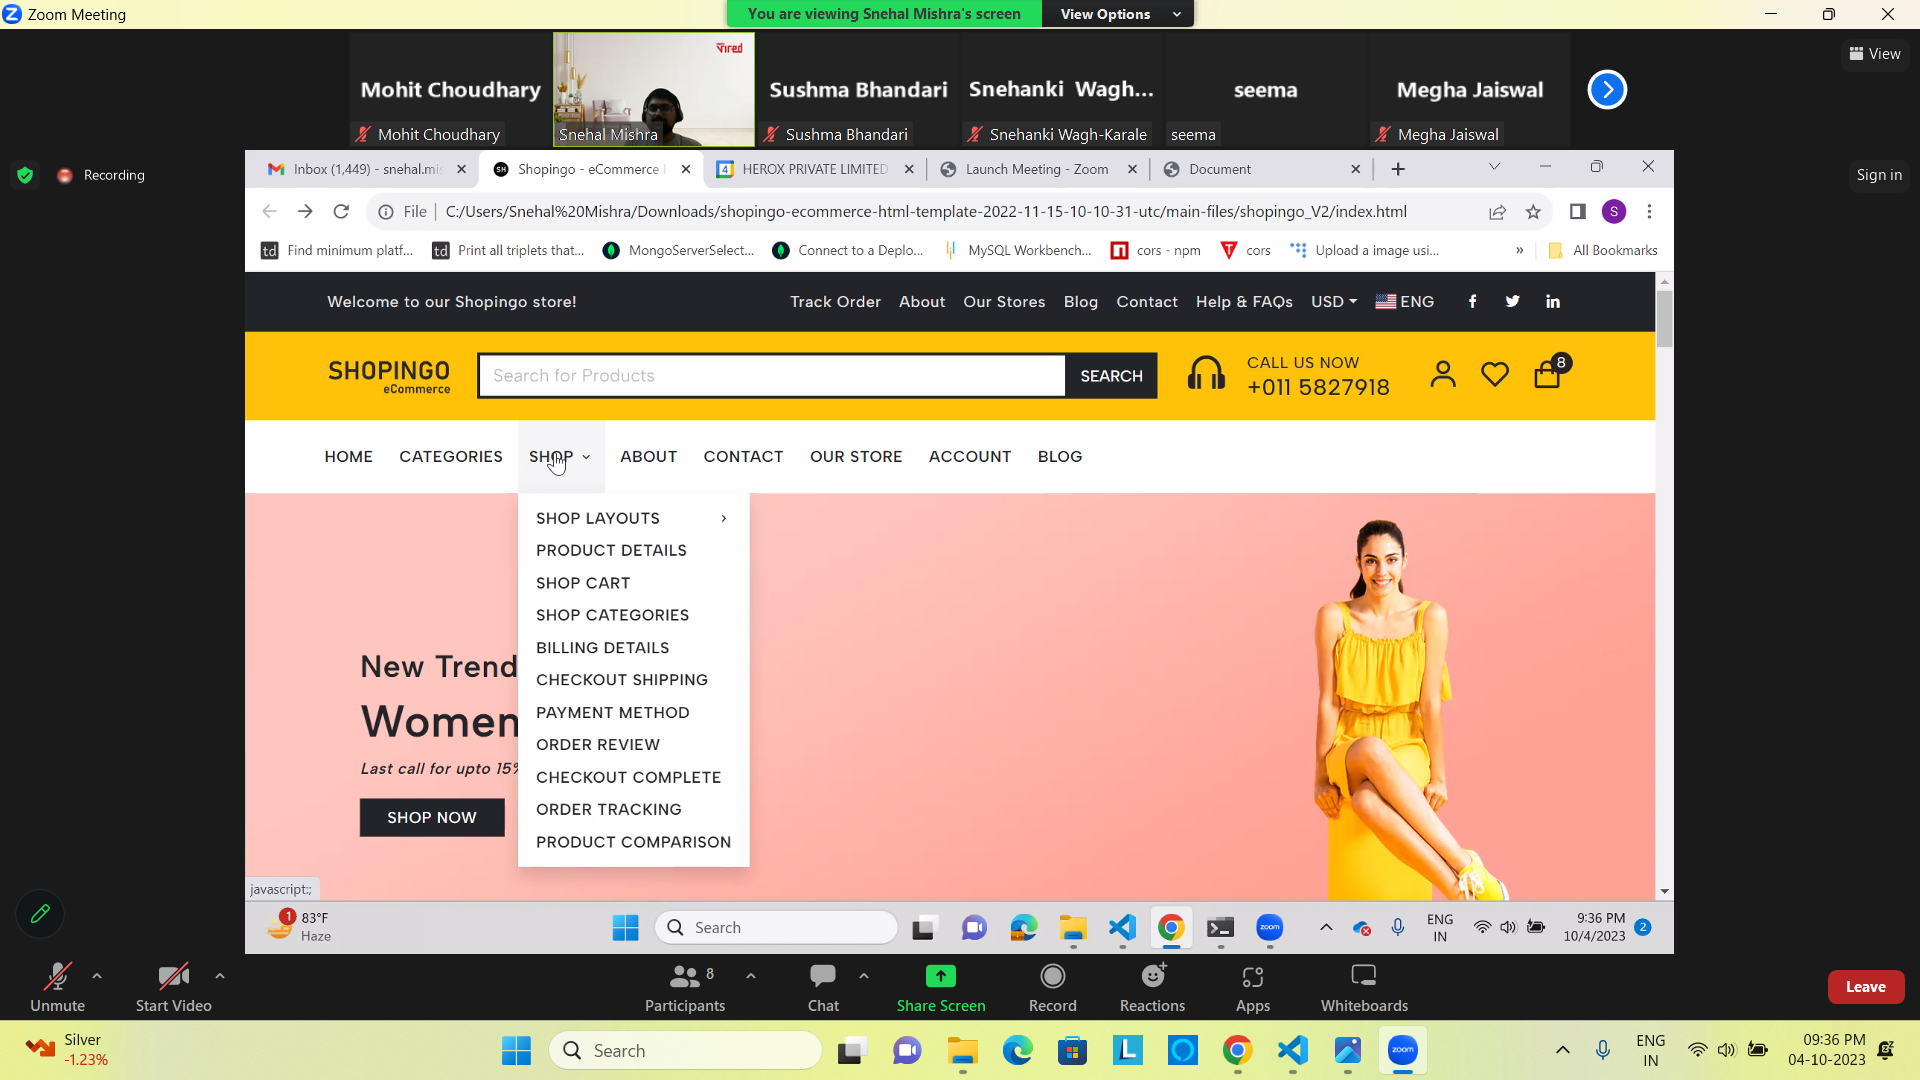 Zoom Meeting
You are viewing Snehal Mishra's screen
View Options
View
Mohit Choudhary
Vired
Sushma Bhandari
Snehanki Wagh...
seema
Megha Jaiswal
Mohit Choudhary
Snehal Mishra
Sushma Bhandari
Snehanki Wagh-Karale
seema
Megha Jaiswal
Recording
Sign in
Inbox (1,449) - snehal.mi
SH
Shopingo - eCommerce
4
HEROX PRIVATE LIMITED
Launch Meeting - Zoom
Document
File
C:/Users/Snehal%20Mishra/Downloads/shopingo-ecommerce-html-template-2022-11-15-10-10-31-utc/main-files/shopingo_V2/index.html
S
td Find minimum platf...
td Print all triplets that...
MongoServerSelect...
Connect to a Deplo...
MySQL Workbench...
cors - npm
cors
Upload a image usi...
»
All Bookmarks
Welcome to our Shopingo store!
Track Order
About
Our Stores
Blog
Contact
Help & FAQs
USD
ENG
f
in
SHOPINGO
eCommerce
Search for Products
SEARCH
CALL US NOW
+011 5827918
8
HOME
CATEGORIES
SHOP
ABOUT
CONTACT
OUR STORE
ACCOUNT
BLOG
SHOP LAYOUTS
PRODUCT DETAILS
SHOP CART
SHOP CATEGORIES
BILLING DETAILS
CHECKOUT SHIPPING
PAYMENT METHOD
ORDER REVIEW
CHECKOUT COMPLETE
ORDER TRACKING
PRODUCT COMPARISON
New Trend
Women
Last call for upto 15%
SHOP NOW
javascript:;
1
83°F
Haze
Search
zoom
ENG
IN
9:36 PM
10/4/2023
2
Unmute
Start Video
8
Participants
Chat
Share Screen
Record
Reactions
Apps
Whiteboards
Leave
Silver
-1.23%
Search
L
zoom
ENG
IN
09:36 PM
04-10-2023